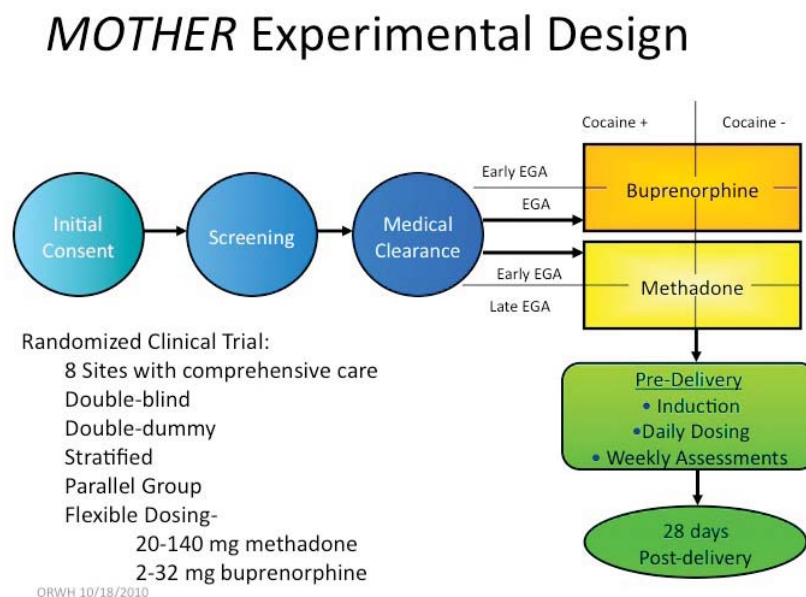 MOTHER Experimental Design
Cocaine +
Cocaine -
Early EGA
EGA
Buprenorphine
Initial
Consent
Screening
Medical
Clearance
Early EGA
Late EGA
Methadone
Randomized Clinical Trial:
8 Sites with comprehensive care
Double-blind
Double-dummy
Stratified
Parallel Group
Flexible Dosing-
20-140 mg methadone
2-32 mg buprenorphine
Pre-Delivery
• Induction
•Daily Dosing
• Weekly Assessments
28 days
Post-delivery
ORWH 10/18/2010